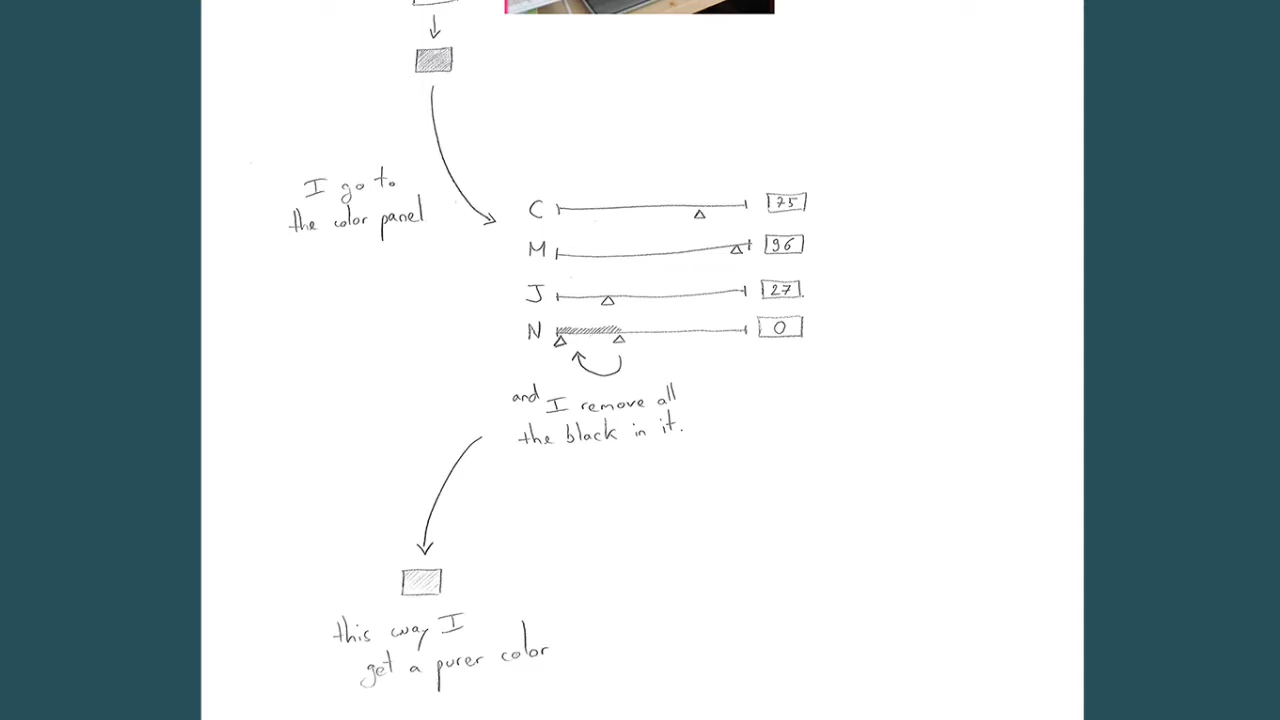 I go to
the color panel
C 75
M 96
J 27
N 0
and I remove all
the black in it.
this way I
get a purer color